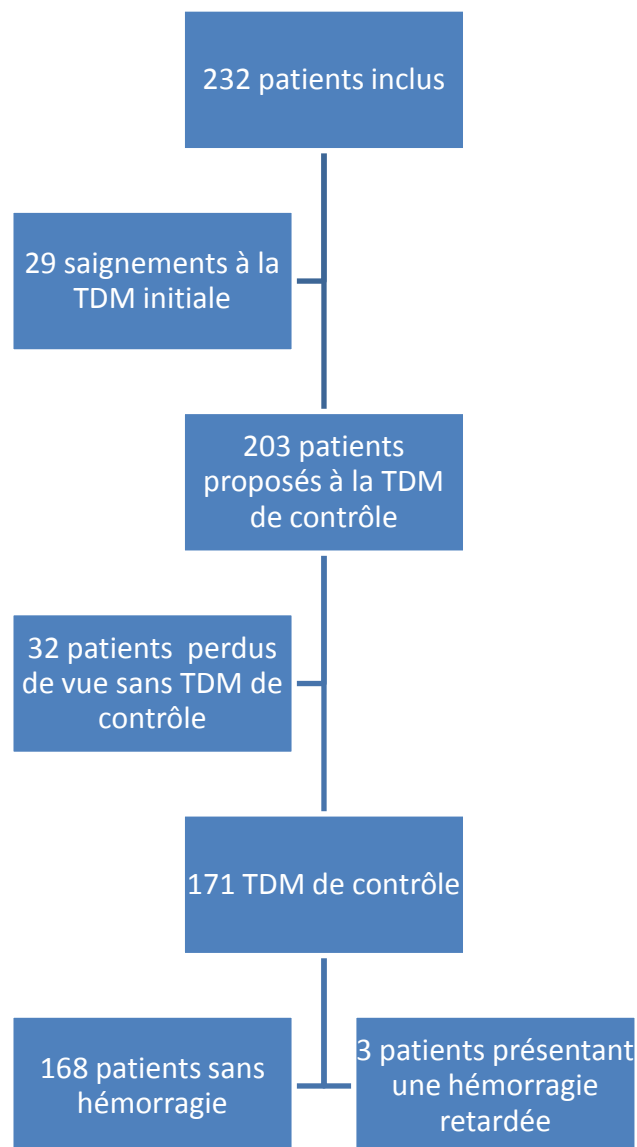 232 patients inclus
29 saignements à la
TDM initiale
203 patients
proposés à la TDM
de contrôle
32 patients perdus
de vue sans TDM de
contrôle
171 TDM de contrôle
168 patients sans
hémorragie
3 patients présentant
une hémorragie
retardée